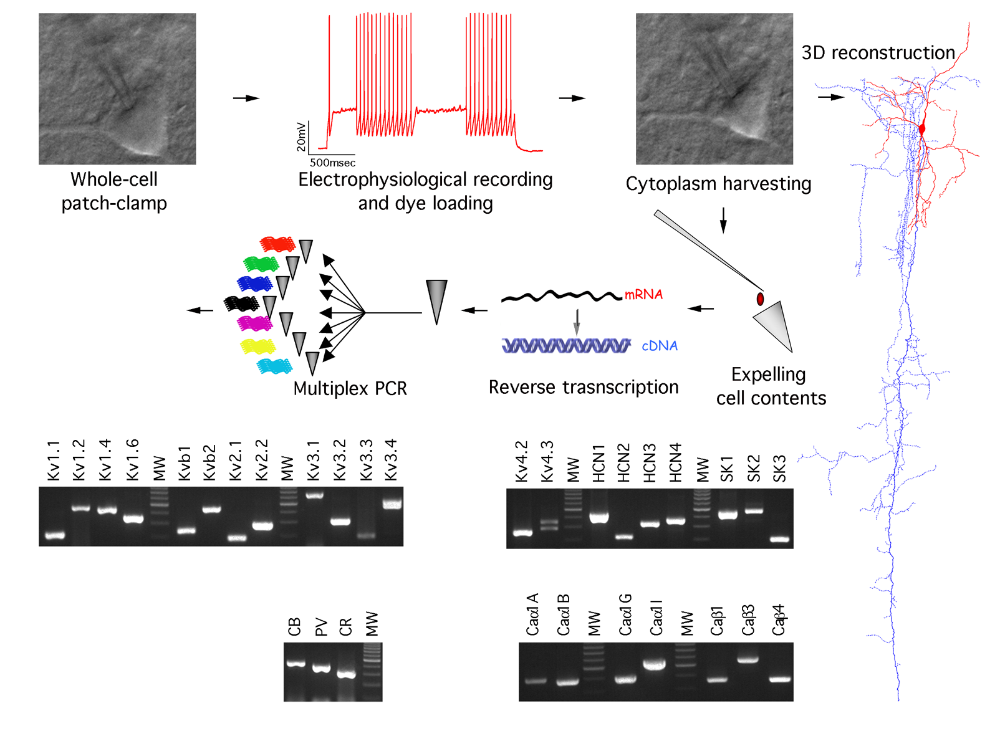 3D reconstruction
20mV
500msec
Whole-cell
patch-clamp
Electrophysiological recording
and dye loading
Cytoplasm harvesting
mRNA
cDNA
Multiplex PCR
Reverse trasnscription
Expelling
cell contents
Kv1.1 Kv1.2 Kv1.4 Kv1.6 MW Kvb1 Kvb2 Kv2.1 Kv2.2 MW Kv3.1 Kv3.2 Kv3.3 Kv3.4
Kv4.2 Kv4.3 MW HCN1 HCN2 HCN3 HCN4 MW SK1 SK2 SK3
CB PV CR MW
Caα1A Caα1B MW Caα1G Caα1I MW Caβ1 Caβ3 Caβ4